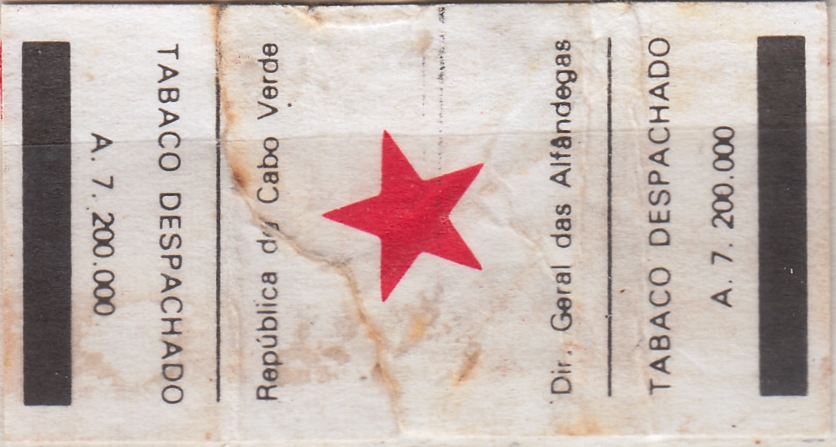 TABACO DESPACHADO
A. 7. 200.000
República de Cabo Verde
Dir. Geral das Alfândegas
TABACO DESPACHADO
A. 7. 200.000